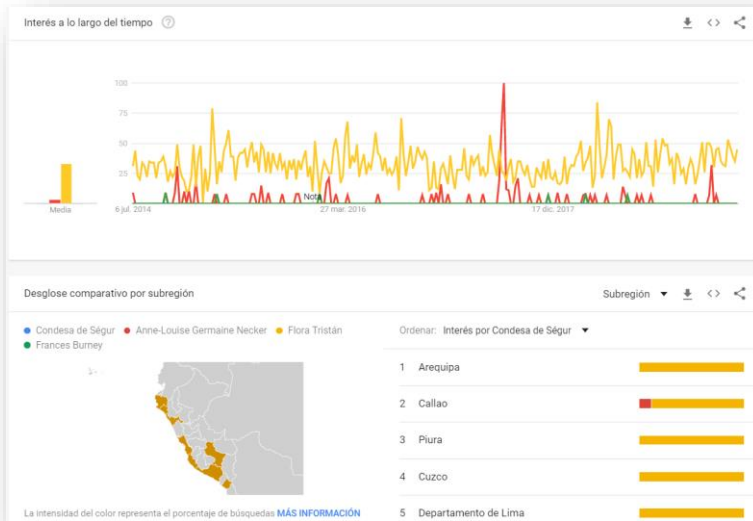 Interés a lo largo del tiempo
100
75
50
25
Nota
Media
6 jul. 2014
27 mar. 2016
17 dic. 2017
Desglose comparativo por subregión
Subregión
Condesa de Ségur Anne-Louise Germaine Necker Flora Tristán
Frances Burney
Ordenar: Interés por Condesa de Ségur
1 Arequipa
2 Callao
3 Piura
4 Cuzco
5 Departamento de Lima
La intensidad del color representa el porcentaje de búsquedas MÁS INFORMACIÓN